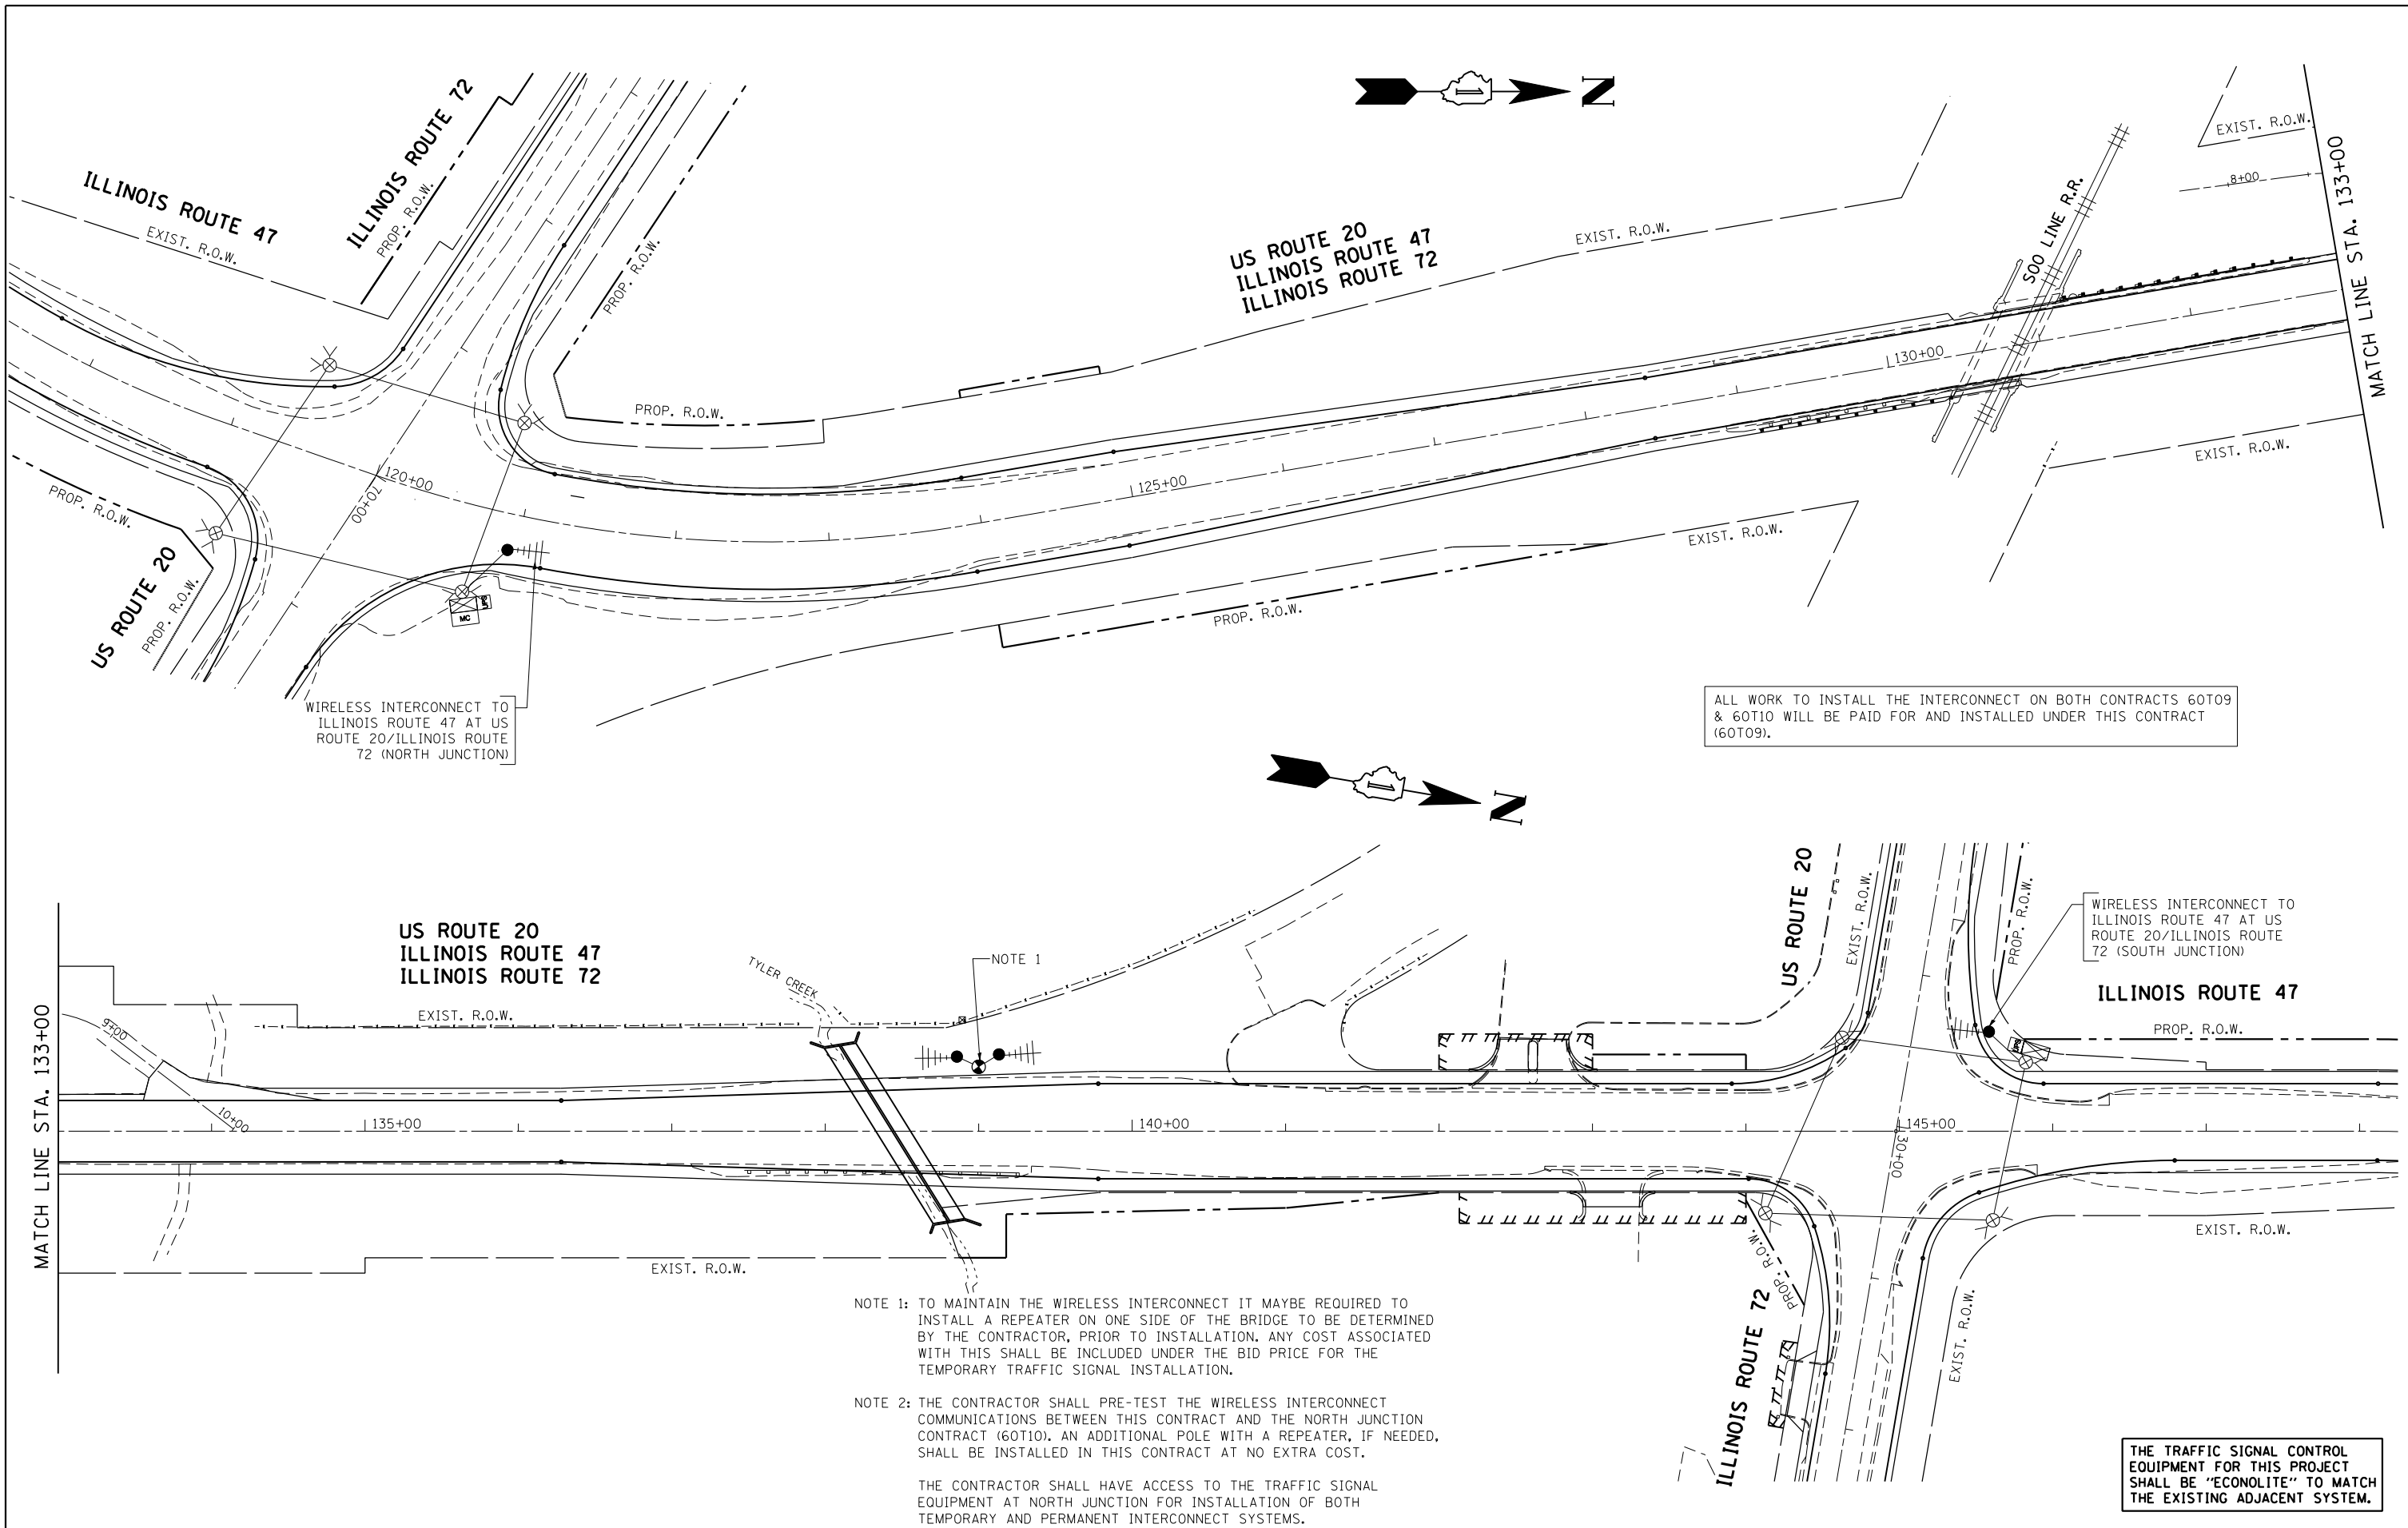 N
ILLINOIS ROUTE 72
PROP. R.O.W.
ILLINOIS ROUTE 47
EXIST. R.O.W.
PROP. R.O.W.
US ROUTE 20
ILLINOIS ROUTE 47
ILLINOIS ROUTE 72
EXIST. R.O.W.
EXIST. R.O.W.
8+00
SOO LINE R.R.
MATCH LINE STA. 133+00
130+00
PROP. R.O.W.
120+00
70+00
125+00
EXIST. R.O.W.
PROP. R.O.W.
EXIST. R.O.W.
US ROUTE 20
PROP. R.O.W.
UPS
MC
PROP. R.O.W.
WIRELESS INTERCONNECT TO
ILLINOIS ROUTE 47 AT US
ROUTE 20/ILLINOIS ROUTE
72 (NORTH JUNCTION)
ALL WORK TO INSTALL THE INTERCONNECT ON BOTH CONTRACTS 60T09
& 60T10 WILL BE PAID FOR AND INSTALLED UNDER THIS CONTRACT
(60T09).
N
US ROUTE 20
ILLINOIS ROUTE 47
ILLINOIS ROUTE 72
EXIST. R.O.W.
TYLER CREEK
NOTE 1
US ROUTE 20
EXIST. R.O.W.
PROP. R.O.W.
WIRELESS INTERCONNECT TO
ILLINOIS ROUTE 47 AT US
ROUTE 20/ILLINOIS ROUTE
72 (SOUTH JUNCTION)
ILLINOIS ROUTE 47
PROP. R.O.W.
UPS
MATCH LINE STA. 133+00
9+00
10+00
135+00
140+00
145+00
30+00
EXIST. R.O.W.
EXIST. R.O.W.
PROP. R.O.W.
ILLINOIS ROUTE 72
EXIST. R.O.W.
NOTE 1: TO MAINTAIN THE WIRELESS INTERCONNECT IT MAYBE REQUIRED TO
INSTALL A REPEATER ON ONE SIDE OF THE BRIDGE TO BE DETERMINED
BY THE CONTRACTOR, PRIOR TO INSTALLATION. ANY COST ASSOCIATED
WITH THIS SHALL BE INCLUDED UNDER THE BID PRICE FOR THE
TEMPORARY TRAFFIC SIGNAL INSTALLATION.
NOTE 2: THE CONTRACTOR SHALL PRE-TEST THE WIRELESS INTERCONNECT
COMMUNICATIONS BETWEEN THIS CONTRACT AND THE NORTH JUNCTION
CONTRACT (60T10). AN ADDITIONAL POLE WITH A REPEATER, IF NEEDED,
SHALL BE INSTALLED IN THIS CONTRACT AT NO EXTRA COST.
THE CONTRACTOR SHALL HAVE ACCESS TO THE TRAFFIC SIGNAL
EQUIPMENT AT NORTH JUNCTION FOR INSTALLATION OF BOTH
TEMPORARY AND PERMANENT INTERCONNECT SYSTEMS.
THE TRAFFIC SIGNAL CONTROL
EQUIPMENT FOR THIS PROJECT
SHALL BE "ECONOLITE" TO MATCH
THE EXISTING ADJACENT SYSTEM.